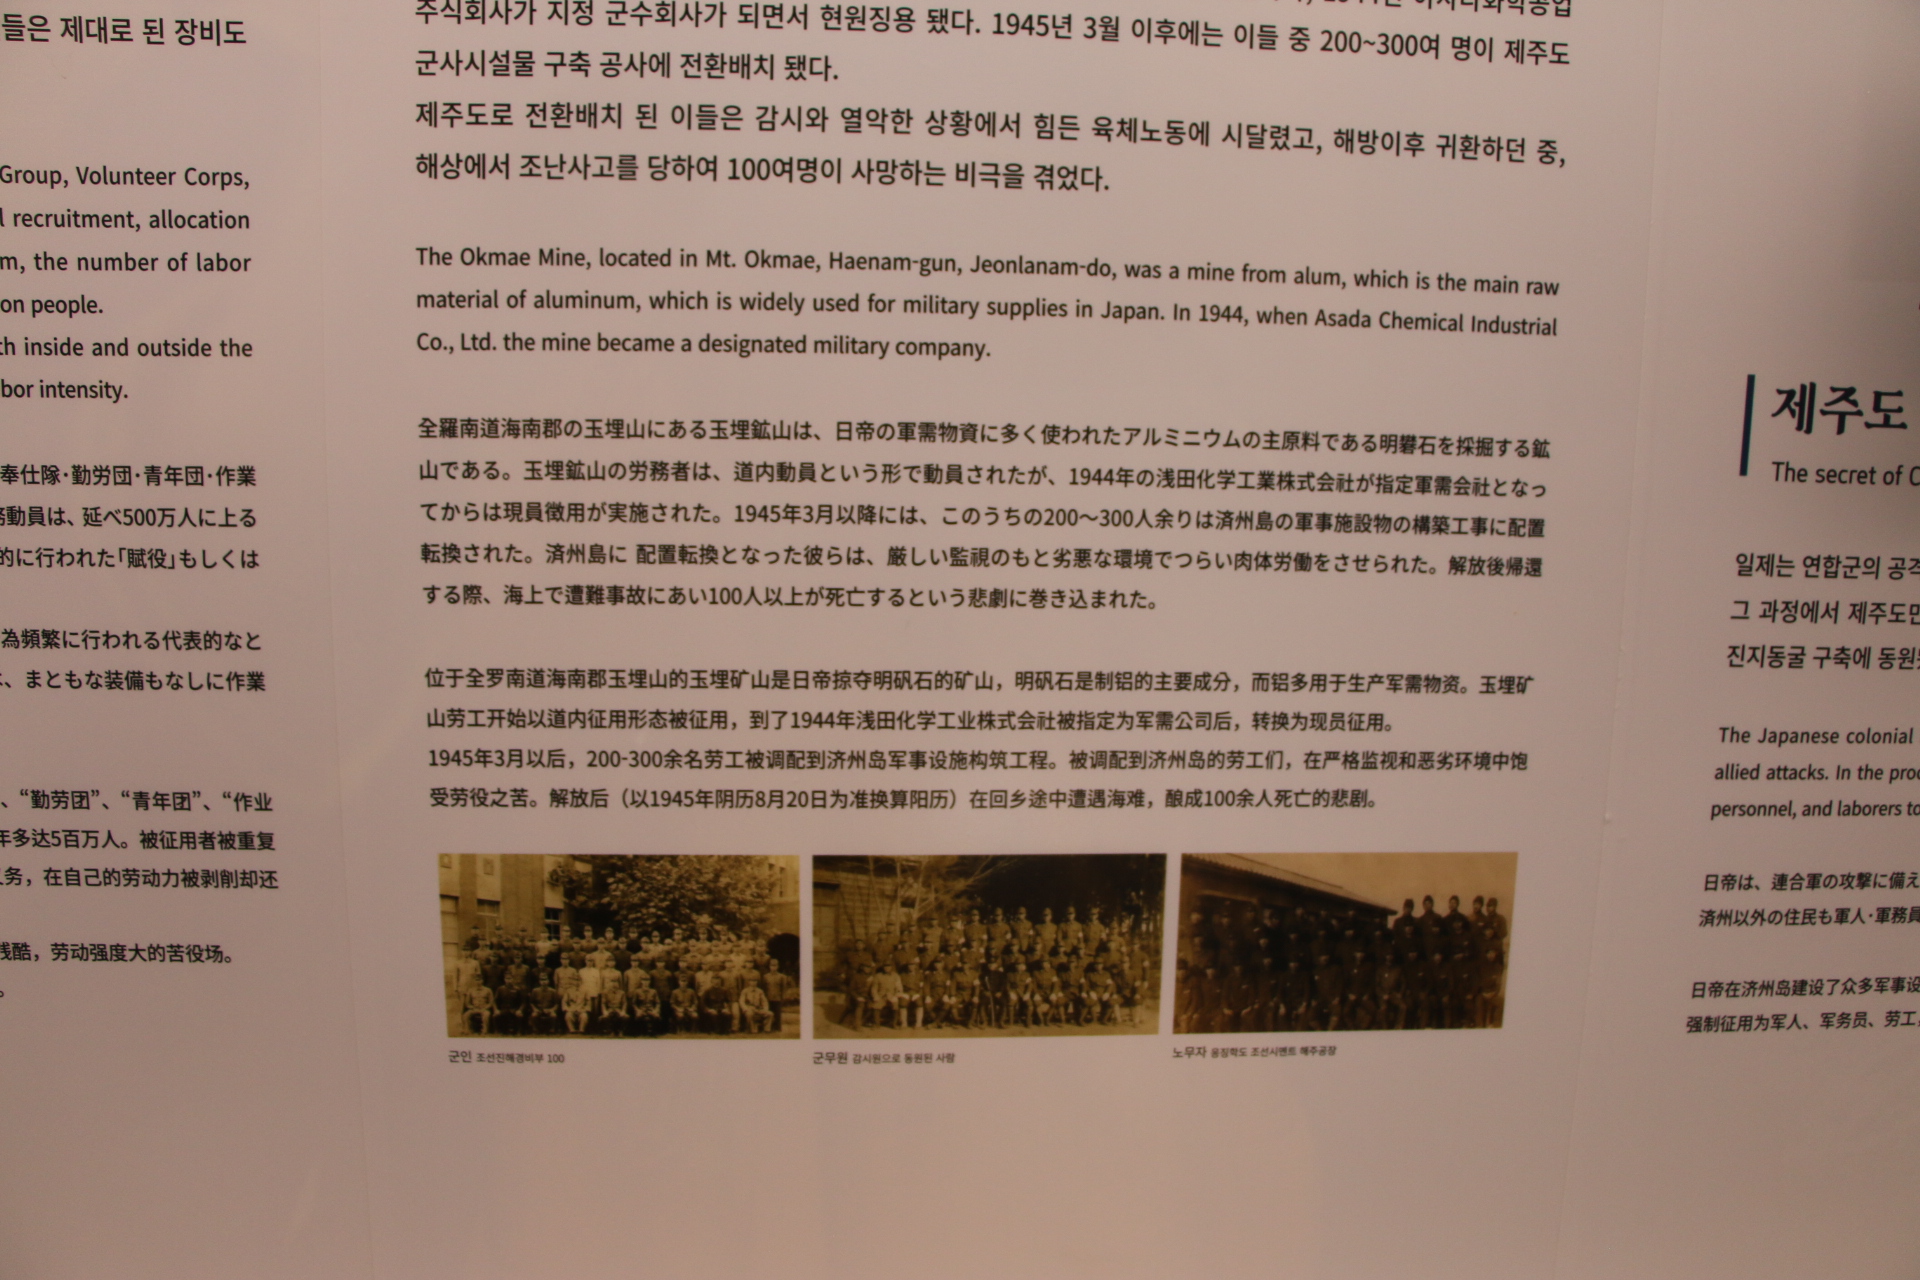 들은 제대로 된 장비도
Group, Volunteer Corps,
l recruitment, allocation
m, the number of labor
on people.
th inside and outside the
bor intensity.
奉仕隊·勤労団·青年団·作業
務動員は、延べ500万人に上る
的に行われた「賦役」もしくは
為頻繁に行われる代表的なと
、まともな装備もなしに作業
、“勤劳团”、“青年团”、“作业
年多达5百万人。被征用者被重复
务，在自己的劳动力被剥削却还
残酷，劳动强度大的苦役场。
。
주식회사가 지정 군수회사가 되면서 현원징용 됐다. 1945년 3월 이후에는 이들 중 200~300여 명이 제주도
군사시설물 구축 공사에 전환배치 됐다.
제주도로 전환배치 된 이들은 감시와 열악한 상황에서 힘든 육체노동에 시달렸고, 해방이후 귀환하던 중,
해상에서 조난사고를 당하여 100여명이 사망하는 비극을 겪었다.
The Okmae Mine, located in Mt. Okmae, Haenam-gun, Jeonlanam-do, was a mine from alum, which is the main raw
material of aluminum, which is widely used for military supplies in Japan. In 1944, when Asada Chemical Industrial
Co., Ltd. the mine became a designated military company.
全羅南道海南郡の玉埋山にある玉埋鉱山は、日帝の軍需物資に多く使われたアルミニウムの主原料である明礬石を採掘する鉱
山である。玉埋鉱山の労務者は、道内動員という形で動員されたが、1944年の浅田化学工業株式会社が指定軍需会社となっ
てからは現員徴用が実施された。1945年3月以降には、このうちの200〜300人余りは済州島の軍事施設物の構築工事に配置
転換された。済州島に 配置転換となった彼らは、厳しい監視のもと劣悪な環境でつらい肉体労働をさせられた。解放後帰還
する際、海上で遭難事故にあい100人以上が死亡するという悲劇に巻き込まれた。
位于全罗南道海南郡玉埋山的玉埋矿山是日帝掠夺明矾石的矿山，明矾石是制铝的主要成分，而铝多用于生产军需物资。玉埋矿
山劳工开始以道内征用形态被征用，到了1944年浅田化学工业株式会社被指定为军需公司后，转换为现员征用。
1945年3月以后，200-300余名劳工被调配到济州岛军事设施构筑工程。被调配到济州岛的劳工们，在严格监视和恶劣环境中饱
受劳役之苦。解放后（以1945年阴历8月20日为准换算阳历）在回乡途中遭遇海难，酿成100余人死亡的悲剧。
군인 조선진해경비부 100
군무원 감시원으로 동원된 사람
노무자 응징학도 조선시멘트 해주공장
제주도
The secret of
일제는 연합군의 공격
그 과정에서 제주도민
진지동굴 구축에 동원
The Japanese colonial
allied attacks. In the
personnel, and laborers to
日帝は、連合軍の攻撃に備え
済州以外の住民も軍人·軍務員
日帝在济州岛建设了众多军事设
强制征用为军人、军务员、劳工